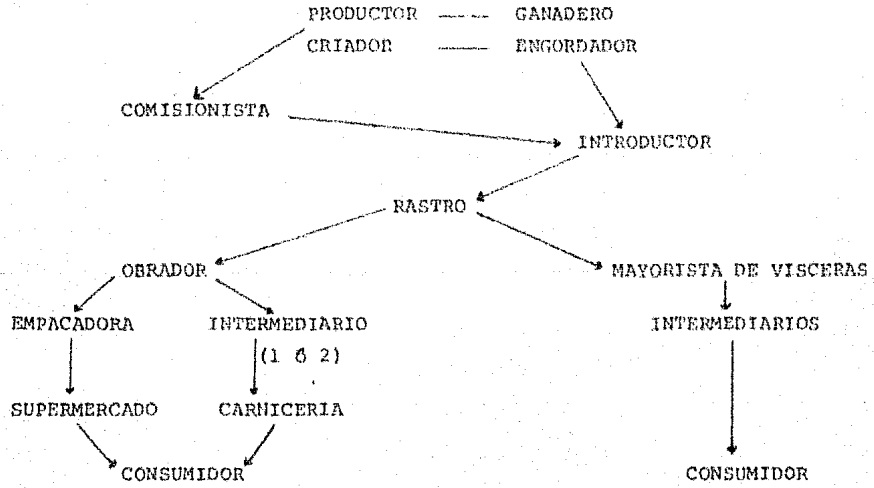 PRODUCTOR GANADERO
CRIADOR ENGORDADOR
COMISIONISTA
INTRODUCTOR
RASTRO
OBRADOR MAYORISTA DE VISCERAS
EMPACADORA INTERMEDIARIO INTERMEDIARIOS
(1 ó 2)
SUPERMERCADO CARNICERIA
CONSUMIDOR CONSUMIDOR